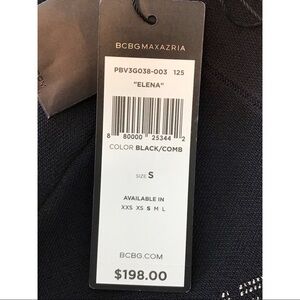 BCBGMAXAZRIA
PBV3G038-003 125
"ELENA"
8 80000 25344 2
COLOR BLACK/COMB
SIZE S
AVAILABLE IN
XXS XS S M L
BCBG.COM
$198.00